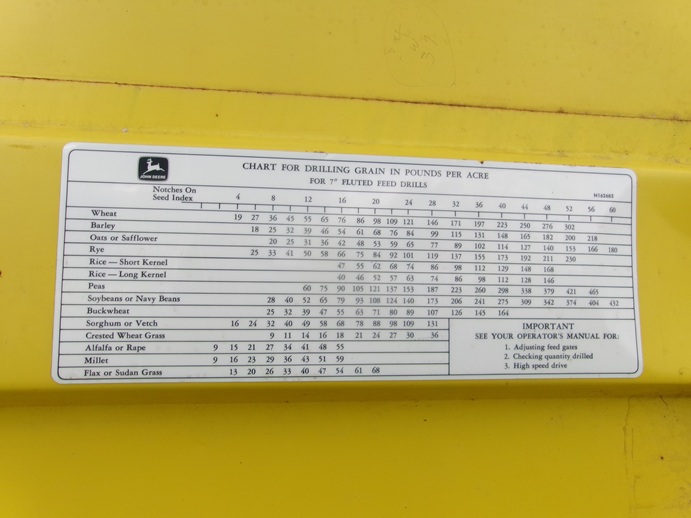 JOHN DEERE
CHART FOR DRILLING GRAIN IN POUNDS PER ACRE
FOR 7" FLUTED FEED DRILLS
N162683
Notches On
Seed Index 4 8 12 16 20 24 28 32 36 40 44 48 52 56 60
Wheat 19 27 36 45 55 65 76 86 98 109 121 146 171 197 223 250 276 302
Barley 18 25 32 39 46 54 61 68 76 84 99 115 131 148 165 182 200 218
Oats or Safflower 20 25 31 36 42 48 53 59 65 77 89 102 114 127 140 153 166 180
Rye 25 33 41 50 58 66 75 84 92 101 119 137 155 173 192 211 230
Rice — Short Kernel 47 55 62 68 74 86 98 112 129 148 168
Rice — Long Kernel 40 46 52 57 63 74 86 98 112 128 146
Peas 60 75 90 105 121 137 153 187 223 260 298 338 379 421 465
Soybeans or Navy Beans 28 40 52 65 79 93 108 124 140 173 206 241 275 309 342 374 404 432
Buckwheat 25 32 39 47 55 63 71 80 89 107 126 145 164
Sorghum or Vetch 16 24 32 40 49 58 68 78 88 98 109 131
Crested Wheat Grass 9 11 14 16 18 21 24 27 30 36
Alfalfa or Rape 9 15 21 27 34 41 48 55
Millet 9 16 23 29 36 43 51 59
Flax or Sudan Grass 13 20 26 33 40 47 54 61 68
IMPORTANT
SEE YOUR OPERATOR'S MANUAL FOR:
1. Adjusting feed gates
2. Checking quantity drilled
3. High speed drive